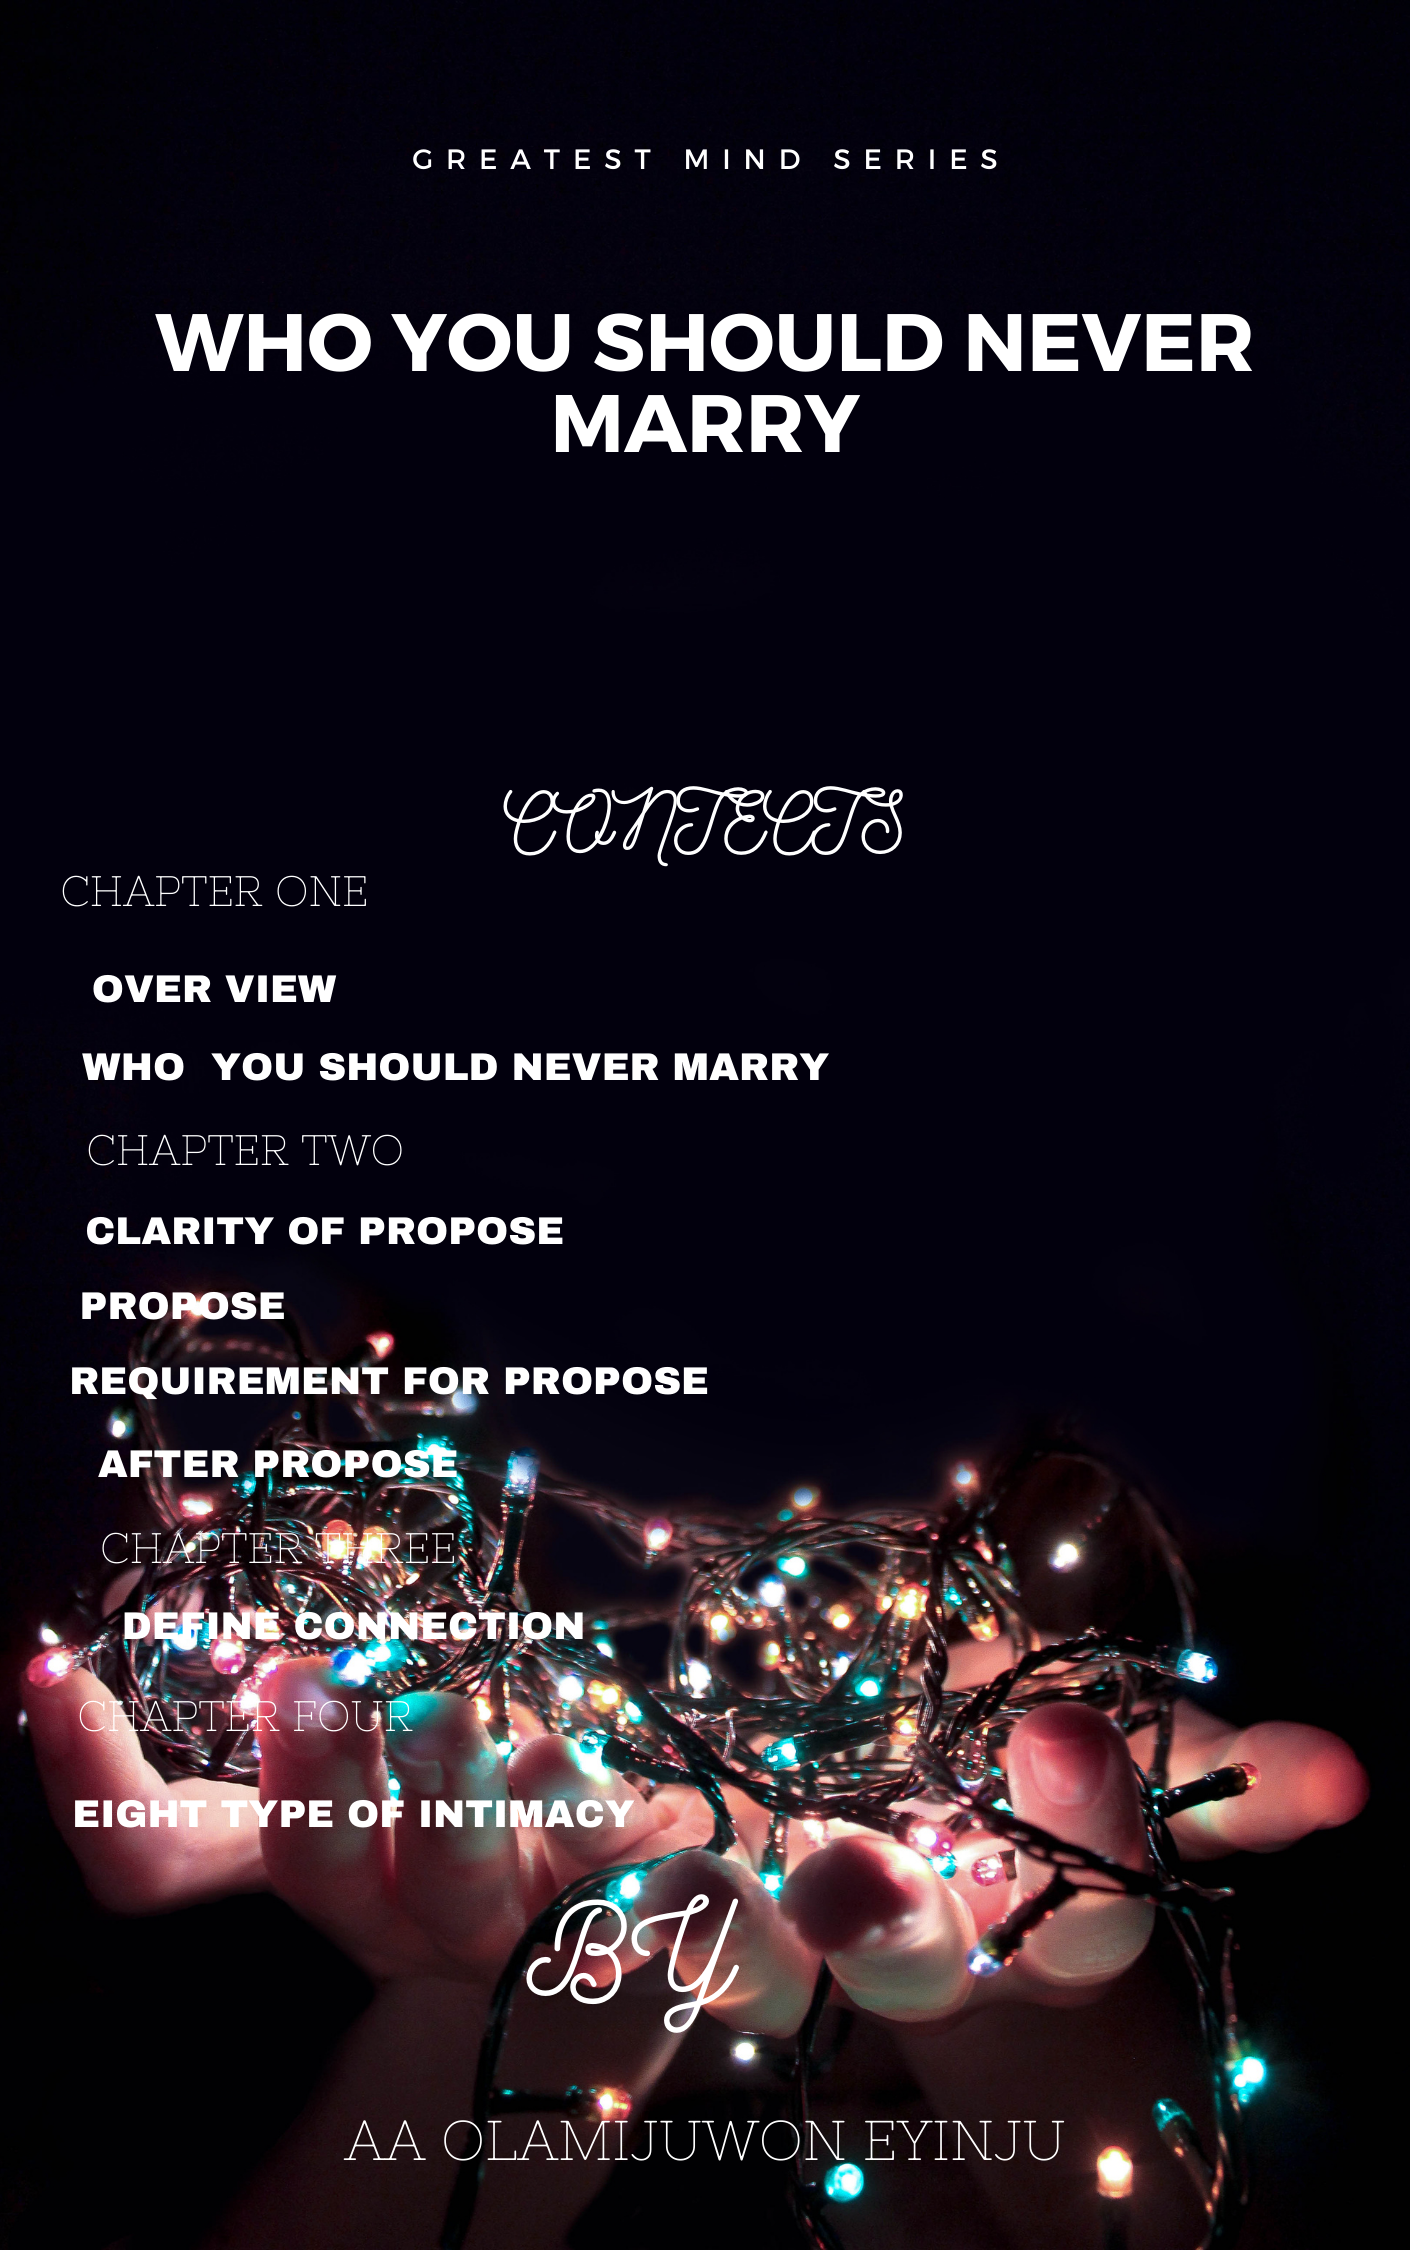 GREATEST MIND SERIES
WHO YOU SHOULD NEVER
MARRY
CONTECTS
CHAPTER ONE
OVER VIEW
WHO YOU SHOULD NEVER MARRY
CHAPTER TWO
CLARITY OF PROPOSE
PROPOSE
REQUIREMENT FOR PROPOSE
AFTER PROPOSE
CHAPTER THREE
DEFINE CONNECTION
CHAPTER FOUR
EIGHT TYPE OF INTIMACY
BY
AA OLAMIJUWON EYINJU